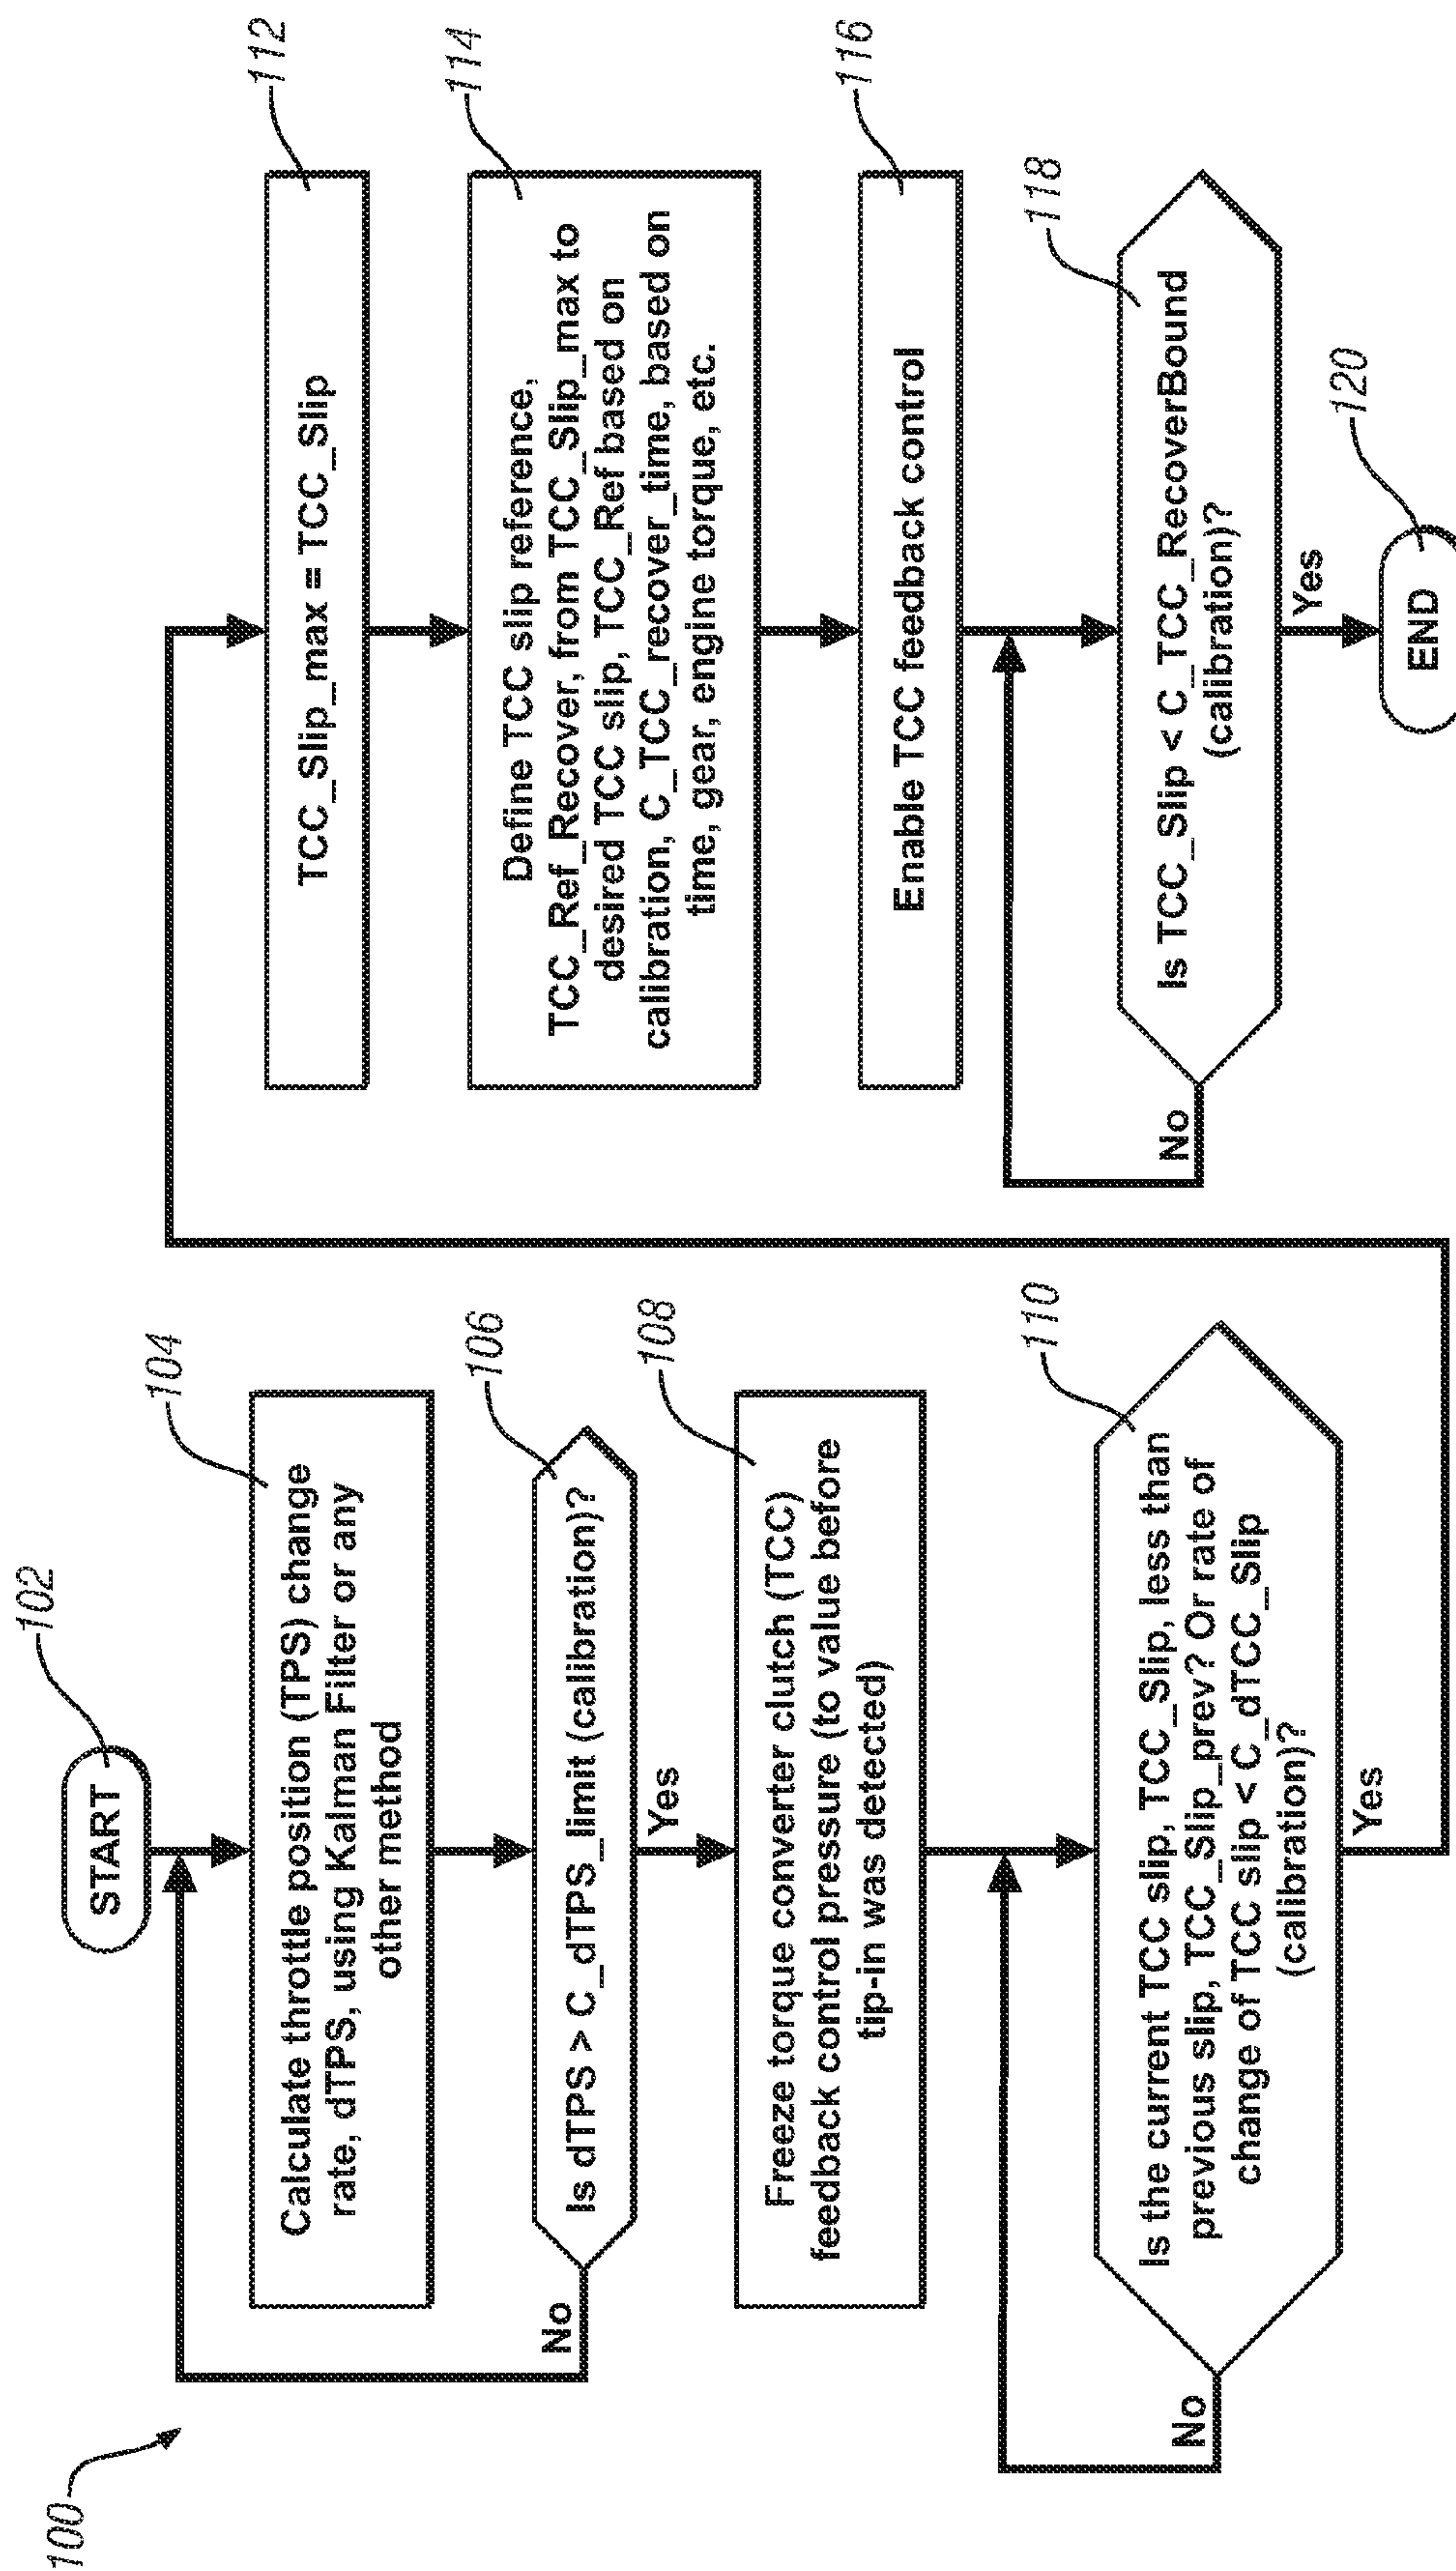 100
START
102
Calculate throttle position (TPS) change
rate, dTPS, using Kalman Filter or any
other method
104
Is dTPS > C_dTPS_limit (calibration)?
106
No
Yes
Freeze torque converter clutch (TCC)
feedback control pressure (to value before
tip-in was detected)
108
Is the current TCC slip, TCC_Slip, less than
previous slip, TCC_Slip_prev? Or rate of
change of TCC slip < C_dTCC_Slip
(calibration)?
110
No
Yes
TCC_Slip_max = TCC_Slip
112
Define TCC slip reference,
TCC_Ref_Recover, from TCC_Slip_max to
desired TCC slip, TCC_Ref based on
calibration, C_TCC_recover_time, based on
time, gear, engine torque, etc.
114
Enable TCC feedback control
116
Is TCC_Slip < C_TCC_RecoverBound
(calibration)?
118
No
Yes
END
120